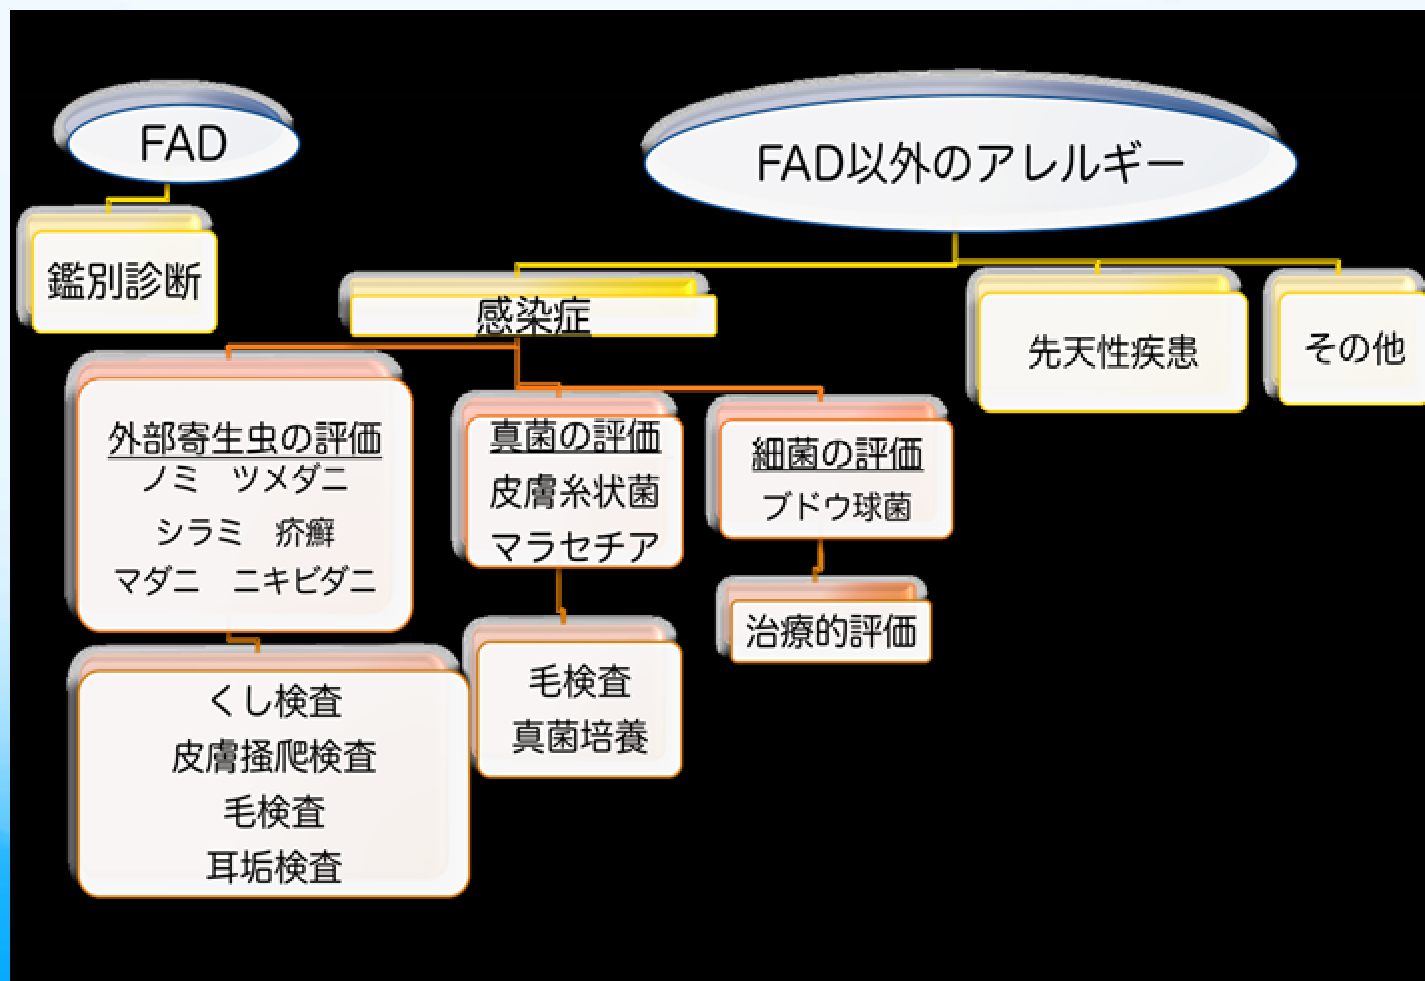 FAD
FAD以外のアレルギー
鑑別診断
感染症
先天性疾患
その他
外部寄生虫の評価
ノミ　ツメダニ
シラミ　疥癬
マダニ　ニキビダニ
真菌の評価
皮膚糸状菌
マラセチア
細菌の評価
ブドウ球菌
治療的評価
くし検査
皮膚掻爬検査
毛検査
耳垢検査
毛検査
真菌培養